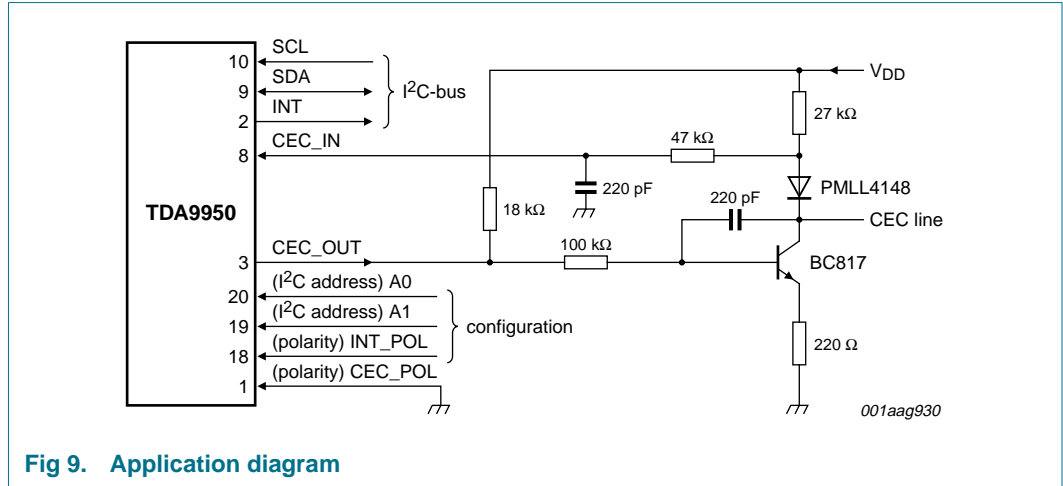 10 SCL
9 SDA
2 INT
I²C-bus
8 CEC_IN
TDA9950
3 CEC_OUT
20 (I²C address) A0
19 (I²C address) A1
18 (polarity) INT_POL
1 (polarity) CEC_POL
configuration
V_DD
27 kΩ
47 kΩ
220 pF
18 kΩ
PMLL4148
220 pF
CEC line
100 kΩ
BC817
220 Ω
001aag930
Fig 9. Application diagram